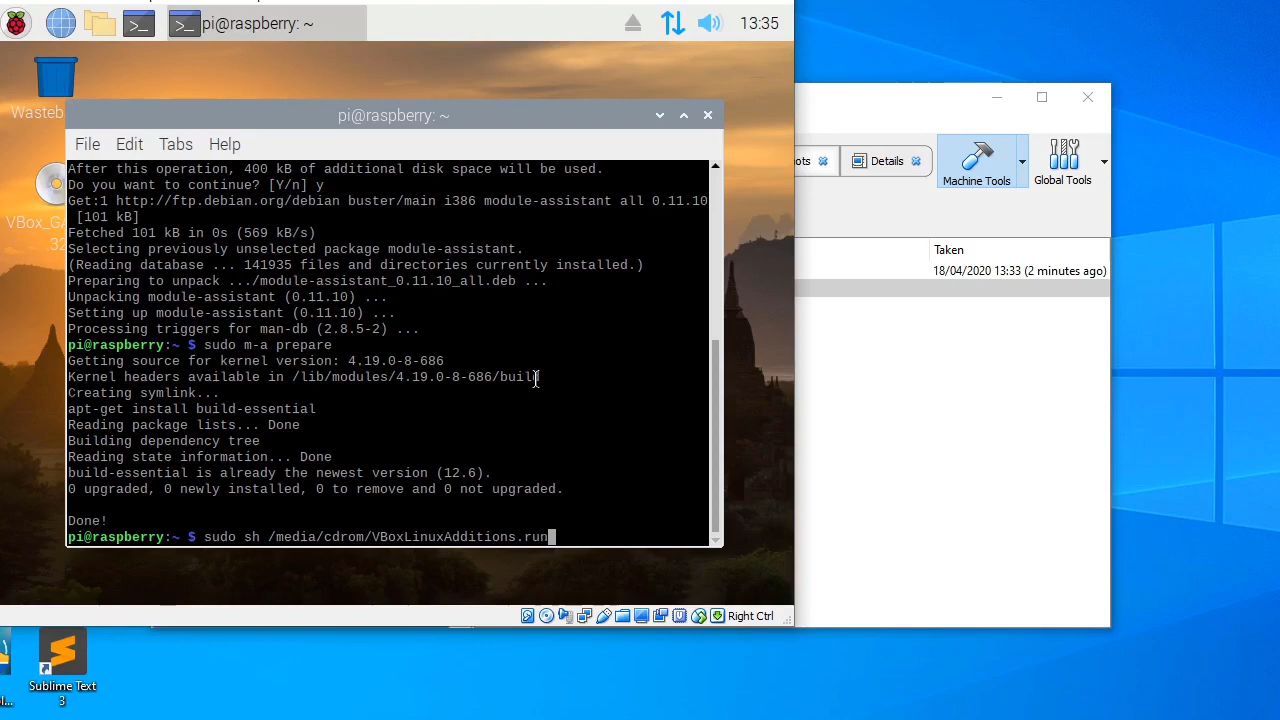 pi@raspberry: ~
13:35
Wasteb
VBox_GA
.32
pi@raspberry: ~
File Edit Tabs Help
After this operation, 400 kB of additional disk space will be used.
Do you want to continue? [Y/n] y
Get:1 http://ftp.debian.org/debian buster/main i386 module-assistant all 0.11.10
[101 kB]
Fetched 101 kB in 0s (569 kB/s)
Selecting previously unselected package module-assistant.
(Reading database ... 141935 files and directories currently installed.)
Preparing to unpack .../module-assistant_0.11.10_all.deb ...
Unpacking module-assistant (0.11.10) ...
Setting up module-assistant (0.11.10) ...
Processing triggers for man-db (2.8.5-2) ...
pi@raspberry:~ $ sudo m-a prepare
Getting source for kernel version: 4.19.0-8-686
Kernel headers available in /lib/modules/4.19.0-8-686/build
Creating symlink...
apt-get install build-essential
Reading package lists... Done
Building dependency tree
Reading state information... Done
build-essential is already the newest version (12.6).
0 upgraded, 0 newly installed, 0 to remove and 0 not upgraded.
Done!
pi@raspberry:~ $ sudo sh /media/cdrom/VBoxLinuxAdditions.run
Right Ctrl
ots
Details
Machine Tools
Global Tools
Taken
18/04/2020 13:33 (2 minutes ago)
Sublime Text
3